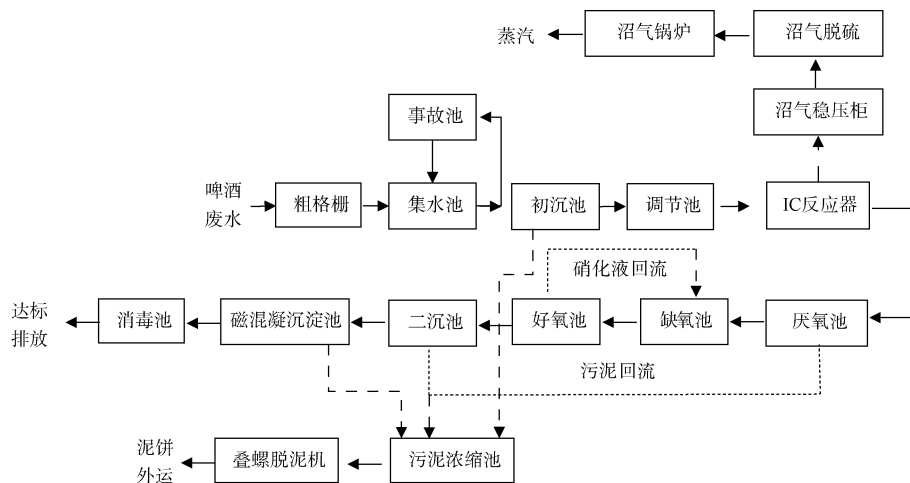 蒸汽
沼气锅炉
沼气脱硫
沼气稳压柜
事故池
啤酒
废水
粗格栅
集水池
初沉池
调节池
IC反应器
硝化液回流
达标
排放
消毒池
磁混凝沉淀池
二沉池
好氧池
缺氧池
厌氧池
污泥回流
泥饼
外运
叠螺脱泥机
污泥浓缩池